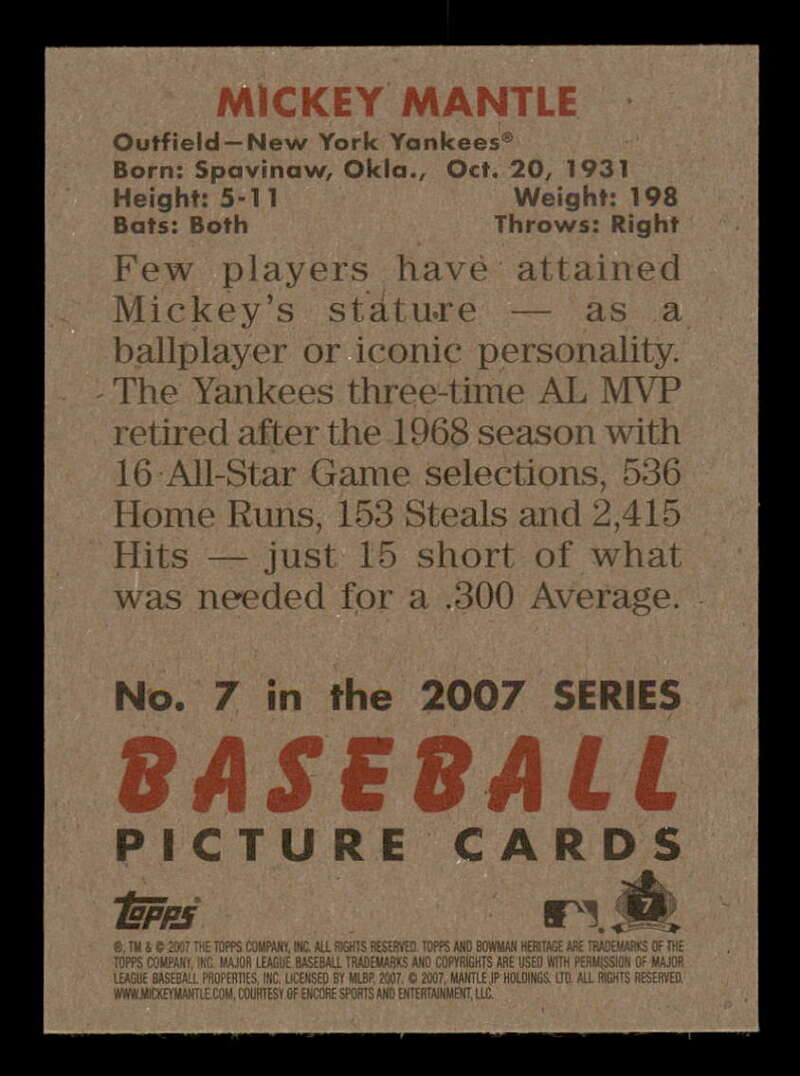 MICKEY MANTLE
Outfield—New York Yankees®
Born: Spavinaw, Okla., Oct. 20, 1931
Height: 5-11 Weight: 198
Bats: Both Throws: Right
Few players have attained
Mickey's stature — as a
ballplayer or iconic personality.
The Yankees three-time AL MVP
retired after the 1968 season with
16 All-Star Game selections, 536
Home Runs, 153 Steals and 2,415
Hits — just 15 short of what
was needed for a .300 Average.
No. 7 in the 2007 SERIES
BASEBALL
PICTURE CARDS
topps
7
®, TM & © 2007 THE TOPPS COMPANY, INC. ALL RIGHTS RESERVED. TOPPS AND BOWMAN HERITAGE ARE TRADEMARKS OF THE
TOPPS COMPANY, INC. MAJOR LEAGUE BASEBALL TRADEMARKS AND COPYRIGHTS ARE USED WITH PERMISSION OF MAJOR
LEAGUE BASEBALL PROPERTIES, INC. LICENSED BY MLBP, 2007. © 2007, MANTLE IP HOLDINGS, LTD. ALL RIGHTS RESERVED.
WWW.MICKEYMANTLE.COM, COURTESY OF ENCORE SPORTS AND ENTERTAINMENT, LLC.